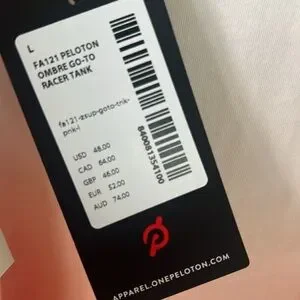 L
FA121 PELOTON
OMBRE GO-TO
RACER TANK
fa121-zsup-goto-tnk-
pnk-l
USD 48.00
CAD 64.00
GBP 46.00
EUR 52.00
AUD 74.00
840081354100
APPAREL.ONEPELOTON.COM